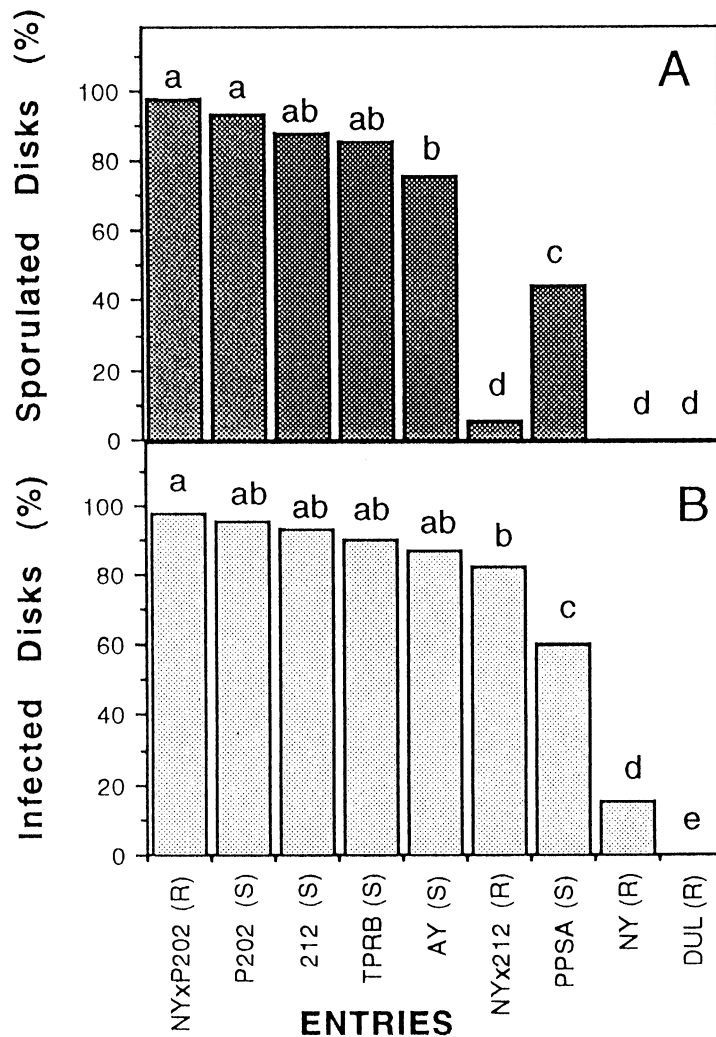 Sporulated Disks (%)
A
100
80
60
40
20
0
a
a
ab
ab
b
d
c
d
d
Infected Disks (%)
B
100
80
60
40
20
0
a
ab
ab
ab
ab
b
c
d
e
NYxP202 (R)
P202 (S)
212 (S)
TPRB (S)
AY (S)
NYx212 (R)
PPSA (S)
NY (R)
DUL (R)
ENTRIES